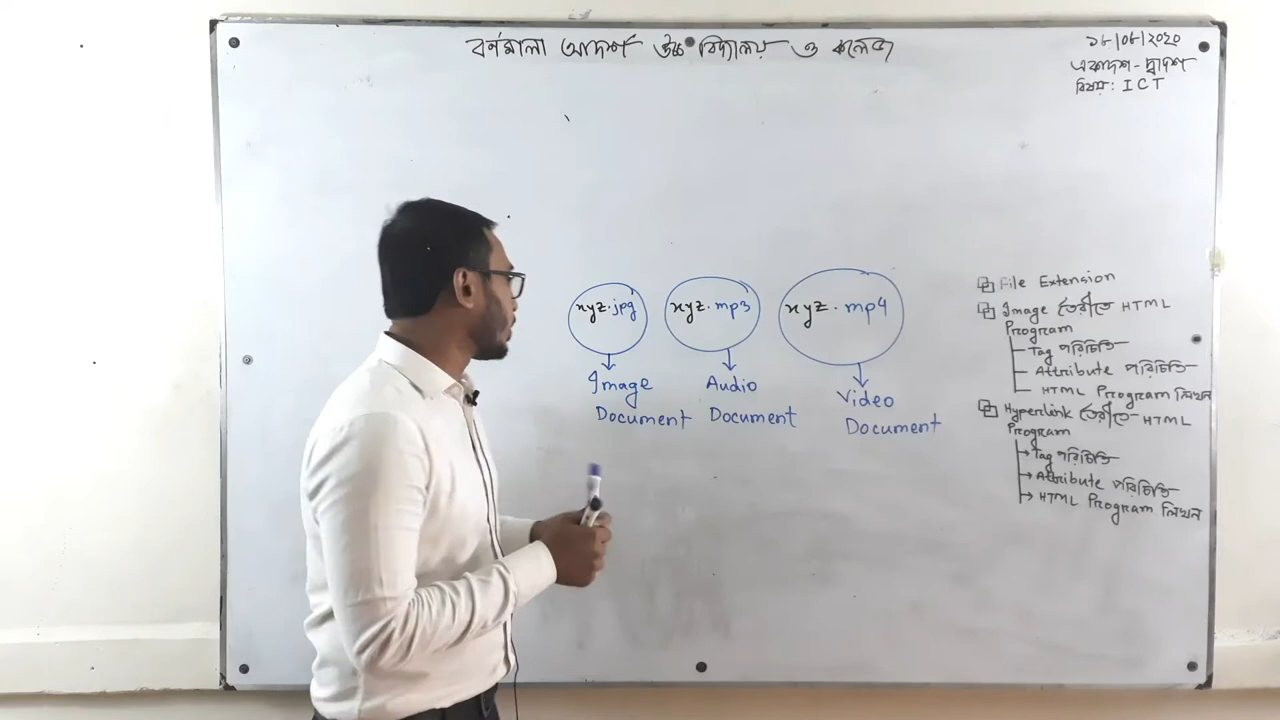 বর্ণমালা আদর্শ উচ্চ বিদ্যালয় ও কলেজ
১৮/০৮/২০২০
একাদশ-দ্বাদশ
বিষয়: ICT
xyz.jpg
xyz.mp3
xyz.mp4
Image
Document
Audio
Document
Video
Document
File Extension
Image তৈরীতে HTML
Program
Tag পরিচিতি
Attribute পরিচিতি
HTML Program লিখন
Hyperlink তৈরীতে HTML
Program
Tag পরিচিতি
Attribute পরিচিতি
HTML Program লিখন